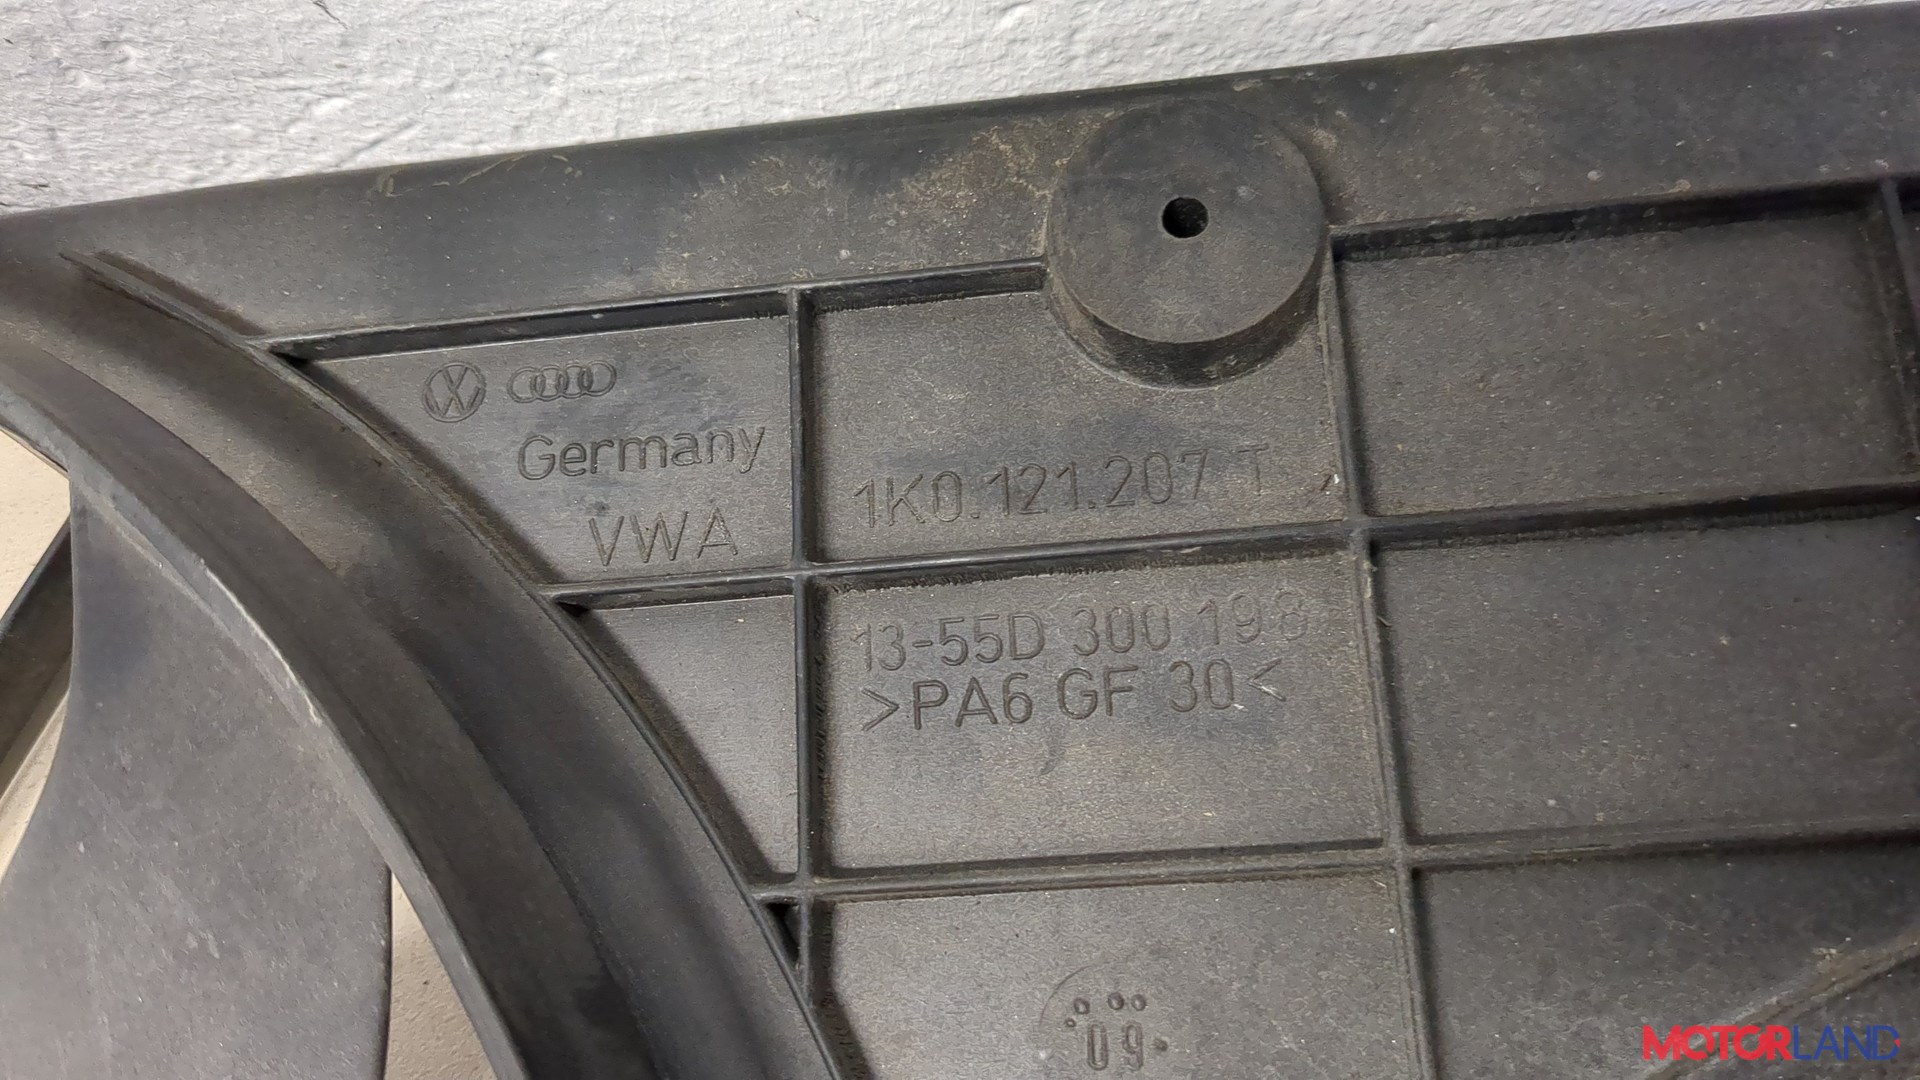 Germany
VWA
1K0.121.207 T
13-55D 300 198
>PA6 GF 30<
09
MOTORLAND